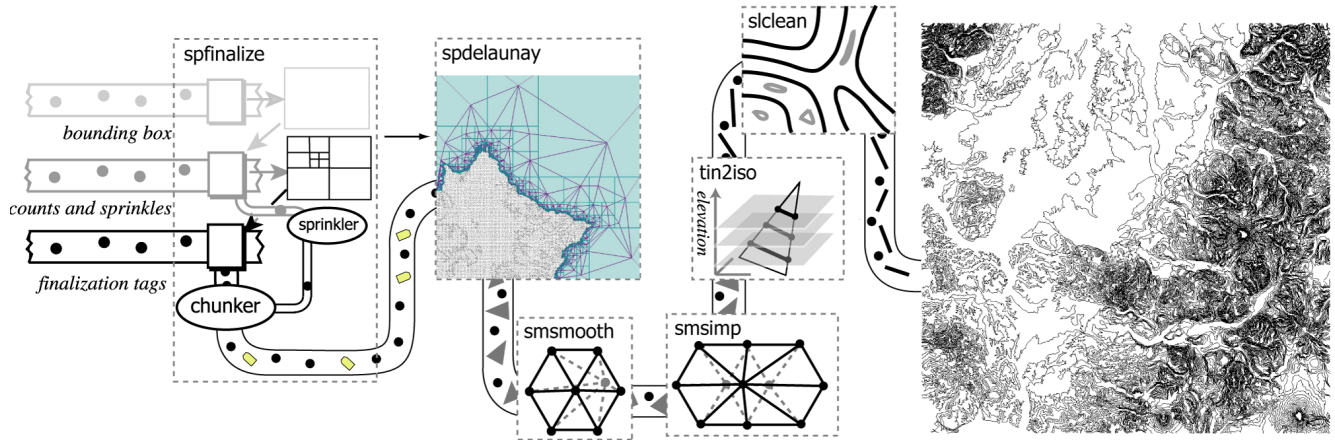 spfinalize
bounding box
counts and sprinkles
sprinkler
finalization tags
chunker
spdelaunay
smsmooth
smsimp
tin2iso
elevation
slclean